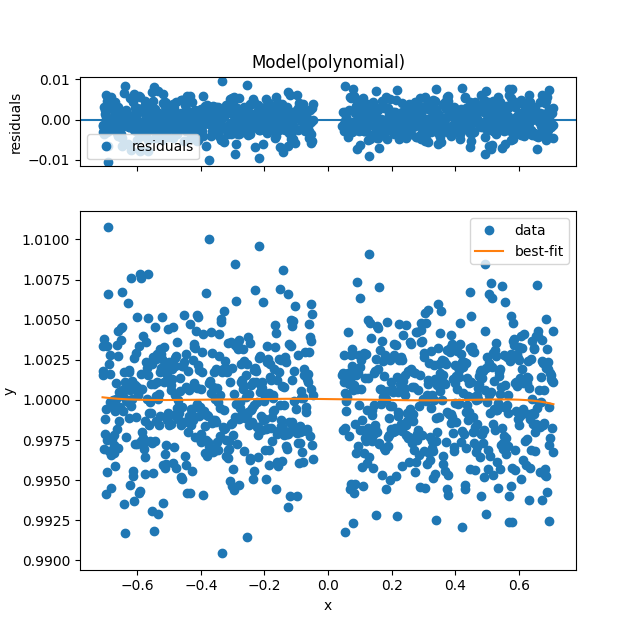 Model(polynomial)
0.01
0.00
−0.01
residuals
residuals
1.0100
1.0075
1.0050
1.0025
1.0000
0.9975
0.9950
0.9925
0.9900
y
data
best-fit
−0.6 −0.4 −0.2 0.0 0.2 0.4 0.6
x